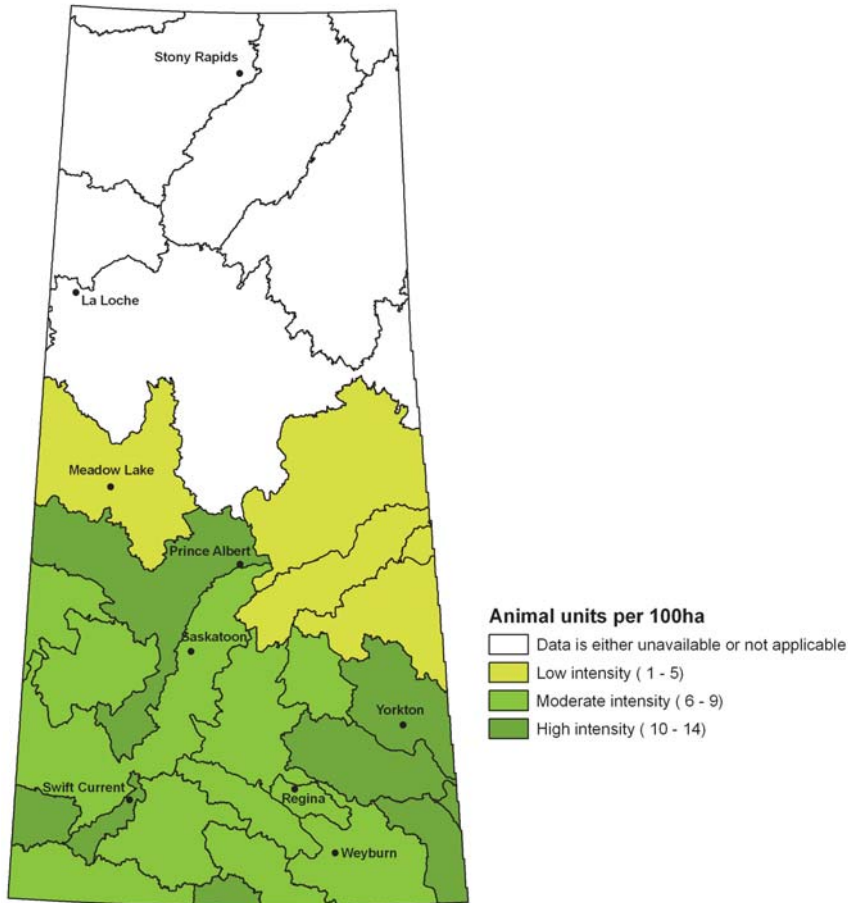 Stony Rapids
La Loche
Meadow Lake
Prince Albert
Saskatoon
Yorkton
Swift Current
Regina
Weyburn
Animal units per 100ha
Data is either unavailable or not applicable
Low intensity ( 1 - 5)
Moderate intensity ( 6 - 9)
High intensity ( 10 - 14)